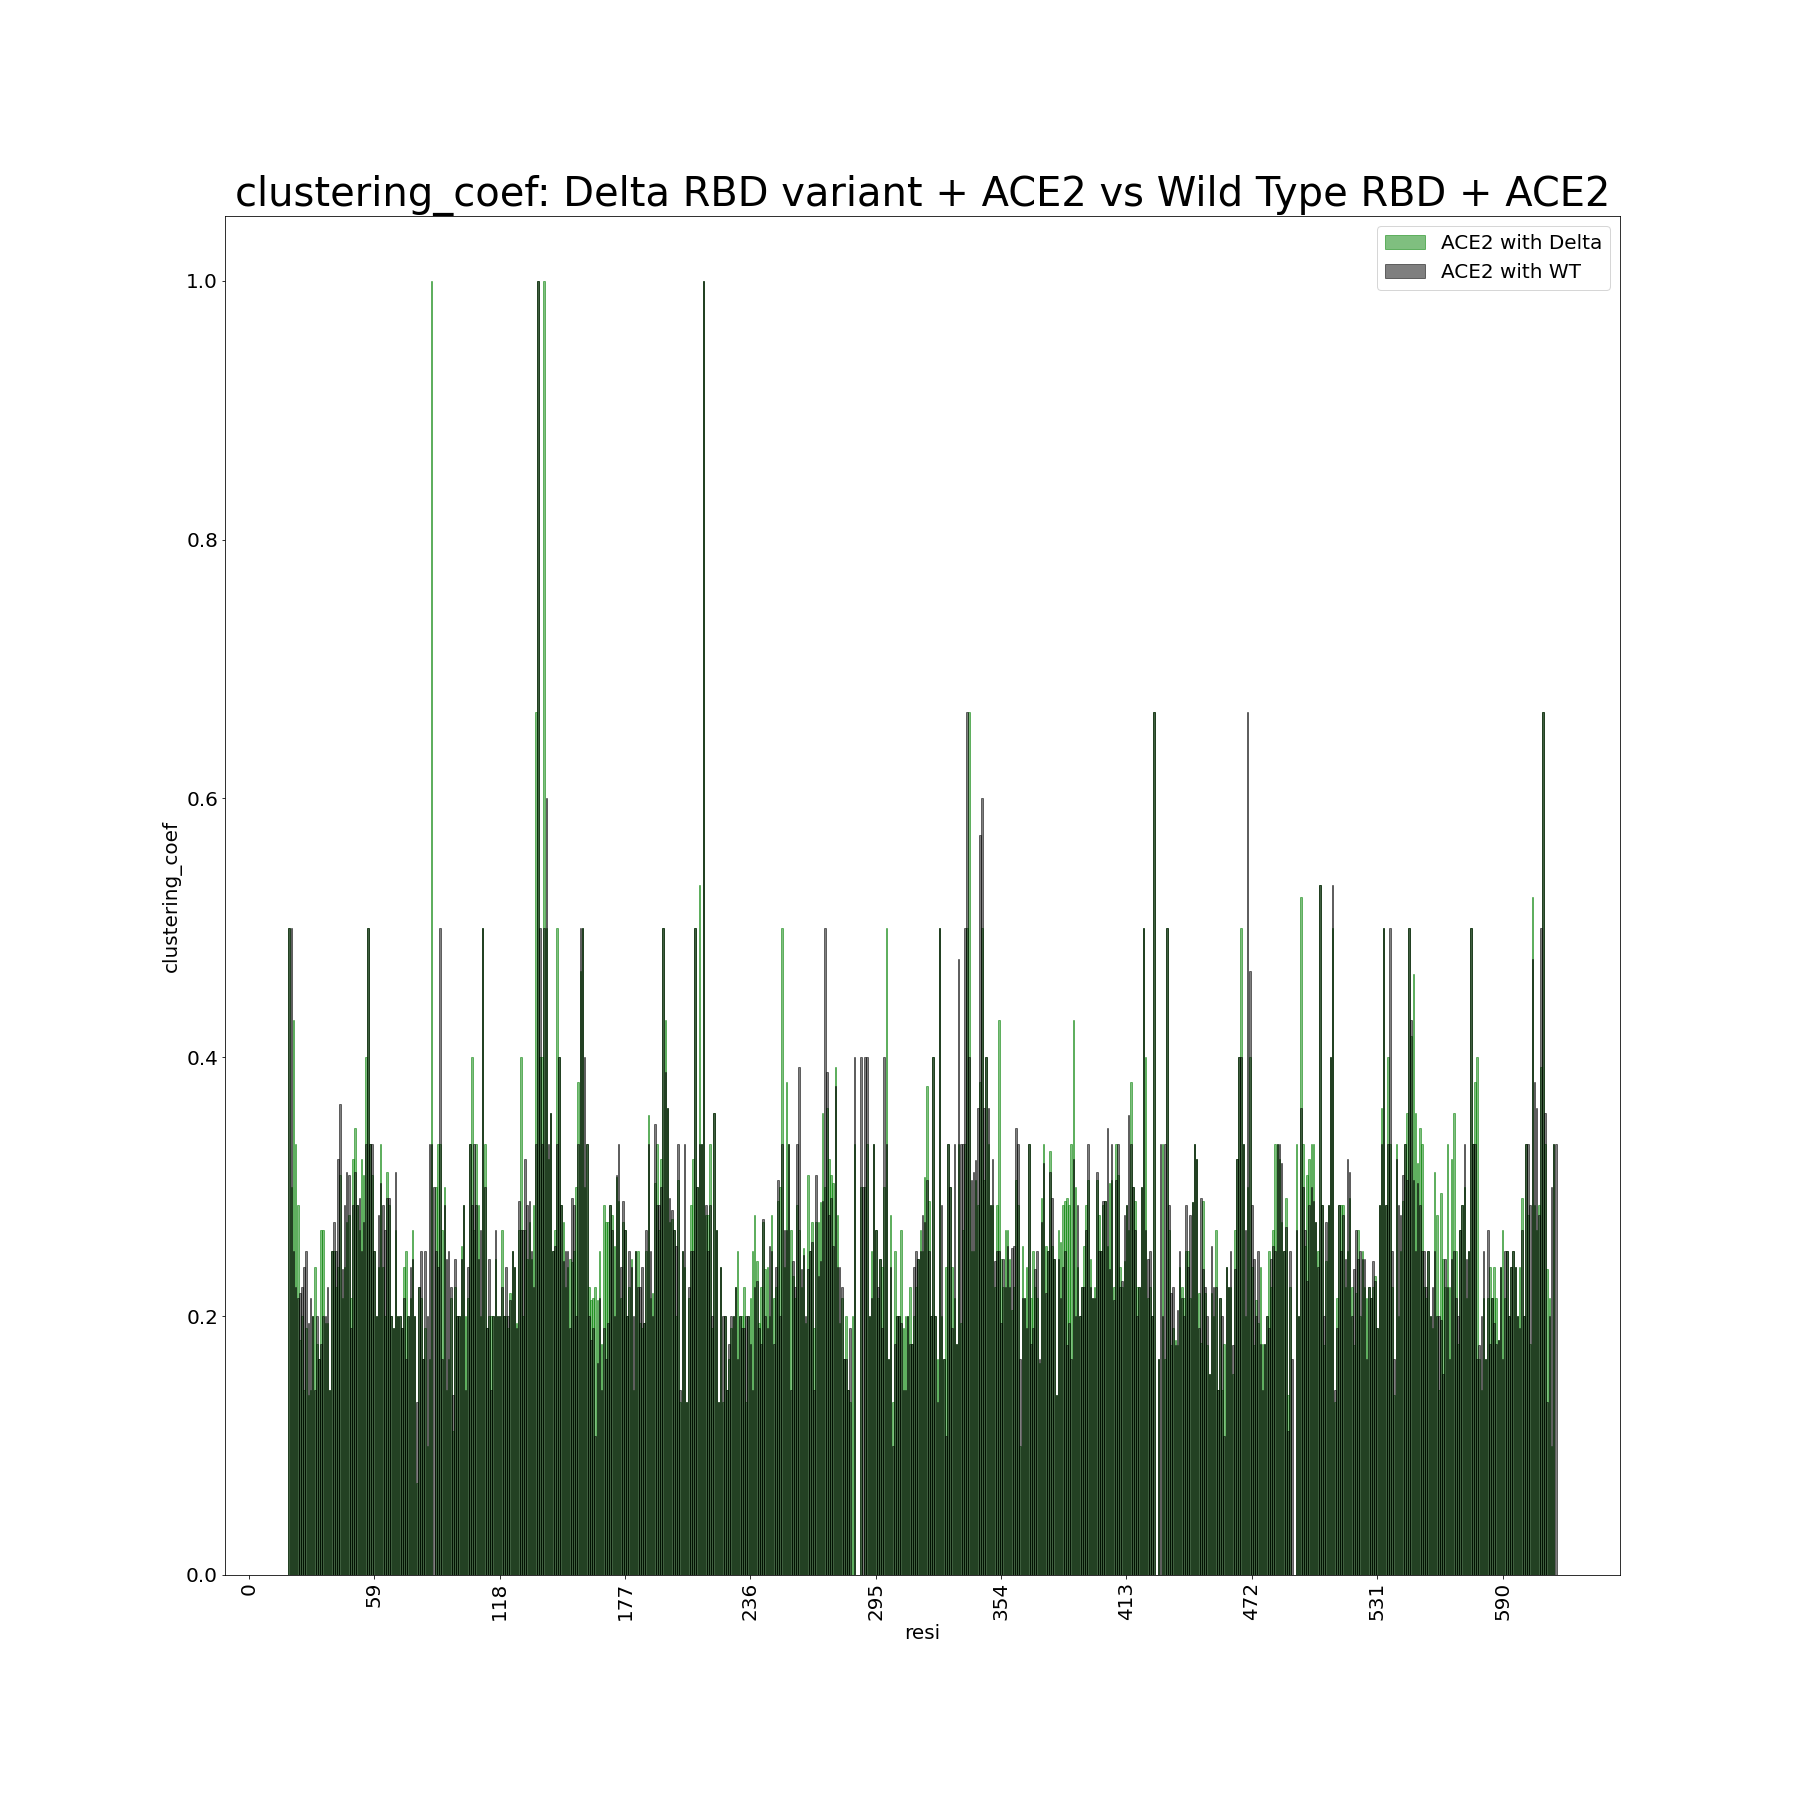 clustering_coef: Delta RBD variant + ACE2 vs Wild Type RBD + ACE2
ACE2 with Delta
ACE2 with WT
1.0
0.8
0.6
0.4
0.2
0.0
clustering_coef
0 59 118 177 236 295 354 413 472 531 590
resi